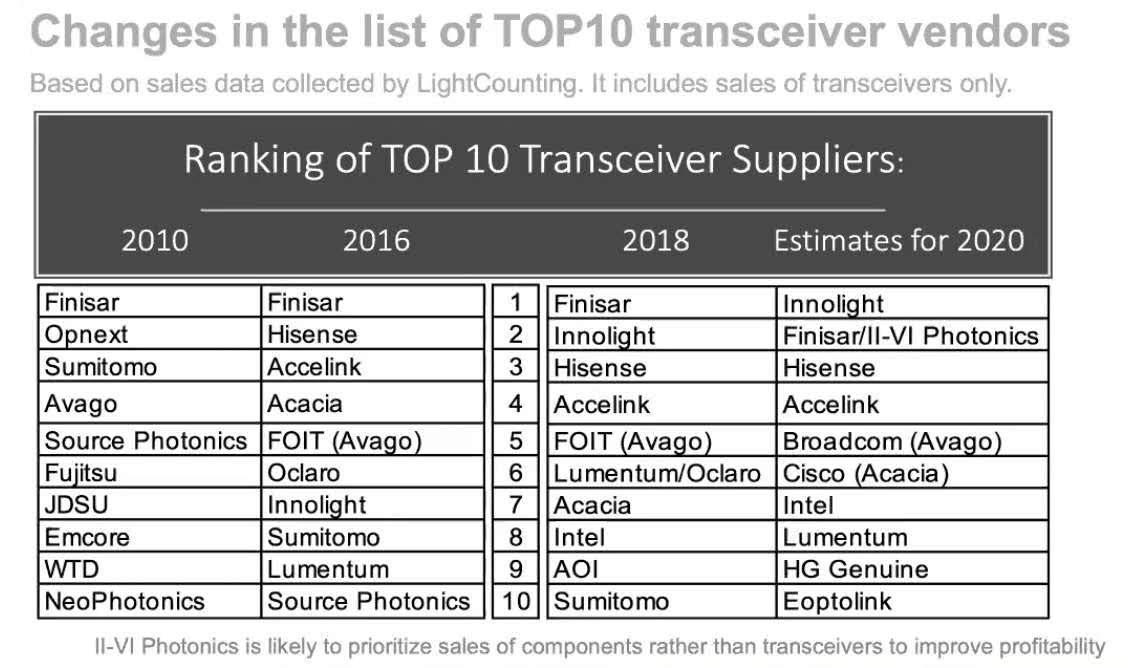 Changes in the list of TOP10 transceiver vendors
Based on sales data collected by LightCounting. It includes sales of transceivers only.
Ranking of TOP 10 Transceiver Suppliers:
2010 2016 2018 Estimates for 2020
Finisar Finisar 1 Finisar Innolight
Opnext Hisense 2 Innolight Finisar/II-VI Photonics
Sumitomo Accelink 3 Hisense Hisense
Avago Acacia 4 Accelink Accelink
Source Photonics FOIT (Avago) 5 FOIT (Avago) Broadcom (Avago)
Fujitsu Oclaro 6 Lumentum/Oclaro Cisco (Acacia)
JDSU Innolight 7 Acacia Intel
Emcore Sumitomo 8 Intel Lumentum
WTD Lumentum 9 AOI HG Genuine
NeoPhotonics Source Photonics 10 Sumitomo Eoptolink
II-VI Photonics is likely to prioritize sales of components rather than transceivers to improve profitability